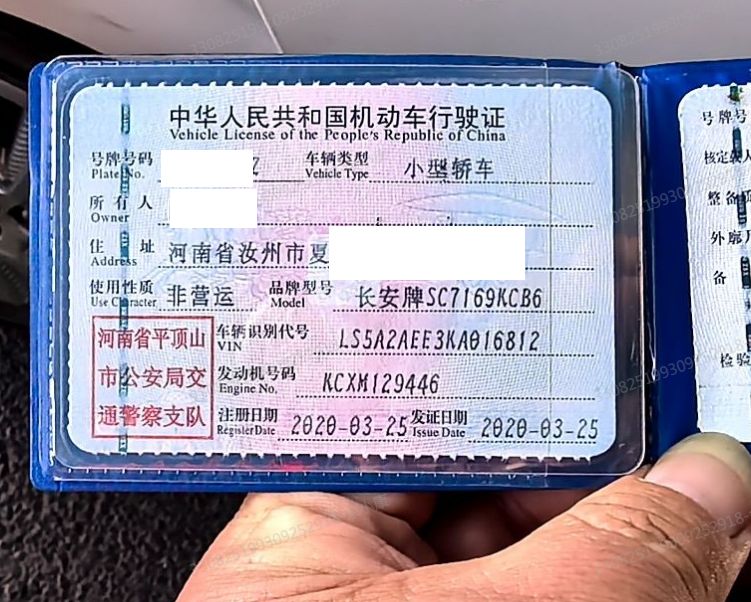 中华人民共和国机动车行驶证
Vehicle License of the People's Republic of China
号牌号码 车辆类型 小型轿车
Plate No. Vehicle Type
所有人
Owner
住址 河南省汝州市夏
Address
使用性质 非营运 品牌型号 长安牌SC7169KCB6
Use Character Model
河南省平顶山
市公安局交
通警察支队
车辆识别代号 LS5A2AEE3KA016812
VIN
发动机号码 KCXM129446
Engine No.
注册日期 2020-03-25 发证日期 2020-03-25
Register Date Issue Date
号牌号
核定载人
整备质
外廓尺
备
检验